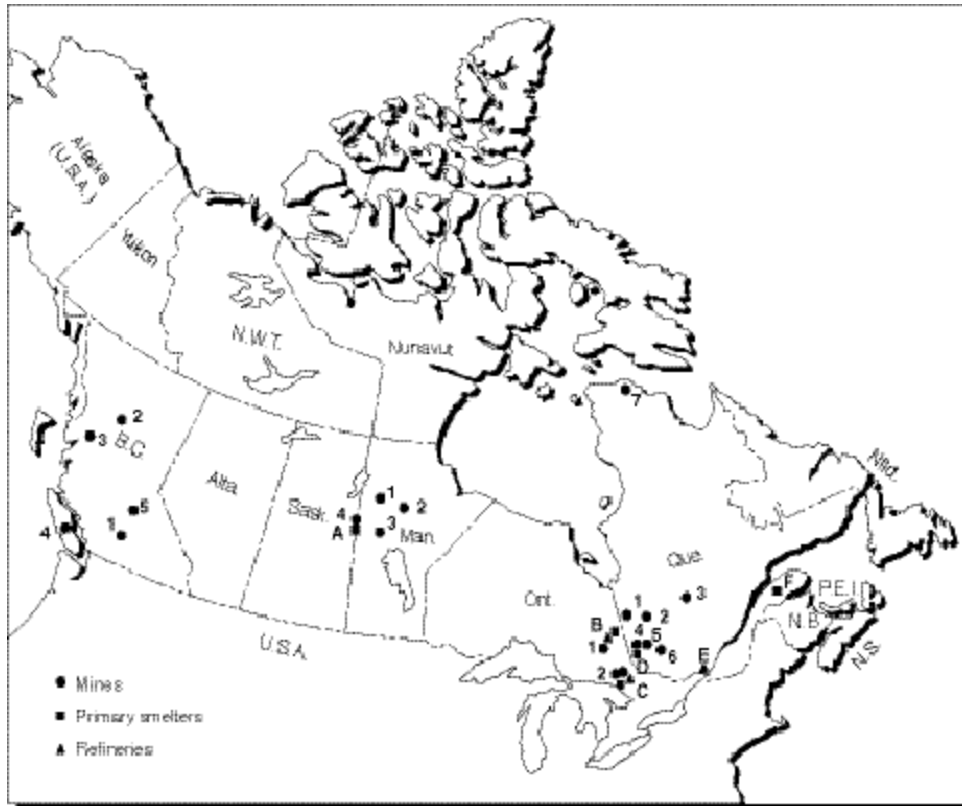 Alaska
(U.S.A.)
Yukon
N.W.T.
Nunavut
7
2
3
B.C.
Nfld.
Alta.
1
5
4
1
Sask.
4
A
1
2
3
Man.
Que.
3
P.E.I.
F
N.B.
Ont.
1
2
B
4
5
1
6
D
E
N.S.
2
C
U.S.A.
Mines
Primary smelters
Refineries